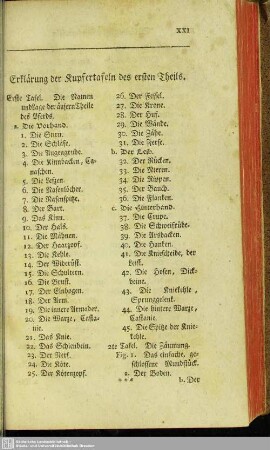 XXI
Erklärung der Kupfertafeln des ersten Theils.
Erste Tafel. Die Namen
und Lage der äußern Theile
des Pferds.
a. Die Vorhand.
1. Die Stirn.
2. Die Schläfe.
3. Die Augengrube.
4. Die Kinnbacken, Ga-
naschen.
5. Die Lefzen.
6. Die Nasenlöcher.
7. Die Nasenspitze.
8. Der Bart.
9. Das Kinn.
10. Der Hals.
11. Die Mähnen.
12. Der Haarzopf.
13. Die Kehle.
14. Der Widerrüst.
15. Die Schultern.
16. Die Brust.
17. Der Einbogen.
18. Der Arm.
19. Die innere Armader.
20. Die Warze, Casta-
nie.
21. Das Knie.
22. Das Schienbein.
23. Der Nerf.
24. Die Köte.
25. Der Kötenzopf.
26. Der Fessel.
27. Die Krone.
28. Der Huf.
29. Die Wände.
30. Die Zähe.
31. Die Ferse.
b. Der Leib.
32. Der Rücken.
33. Die Nieren.
34. Die Rippen.
35. Der Bauch.
36. Die Flanken.
c. Die Hinterhand.
37. Die Crupe.
38. Die Schweifrübe.
39. Die Arsbacken.
40. Die Hanken.
41. Die Kniescheibe, der
42. Die Hosen, Dick-
beine.
43. Die Kniekehle,
Sprunggelenk.
44. Die hintere Warze,
Castanie.
45. Die Spitze der Knie-
kehle.
2te Tafel. Die Zäumung.
Fig. 1. Das einfache, ge-
schlossene Mundstück.
a. Der Boden.
*** b. Der